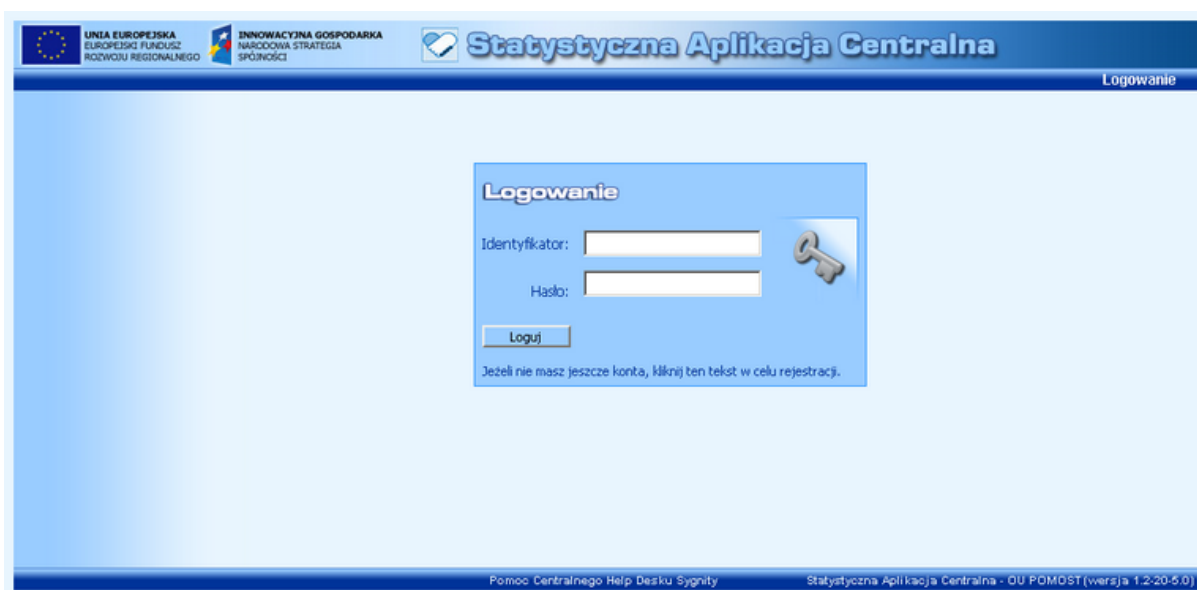 UNIA EUROPEJSKA
EUROPEJSKI FUNDUSZ
ROZWOJU REGIONALNEGO
INNOWACYJNA GOSPODARKA
NARODOWA STRATEGIA
SPÓJNOŚCI
Statystyczna Aplikacja Centralna
Logowanie
Logowanie
Identyfikator:
Hasło:
Loguj
Jeżeli nie masz jeszcze konta, kliknij ten tekst w celu rejestracji.
Pomoc Centralnego Help Desku Sygnity
Statystyczna Aplikacja Centralna - OU POMOST (wersja 1.2-20-5.0)